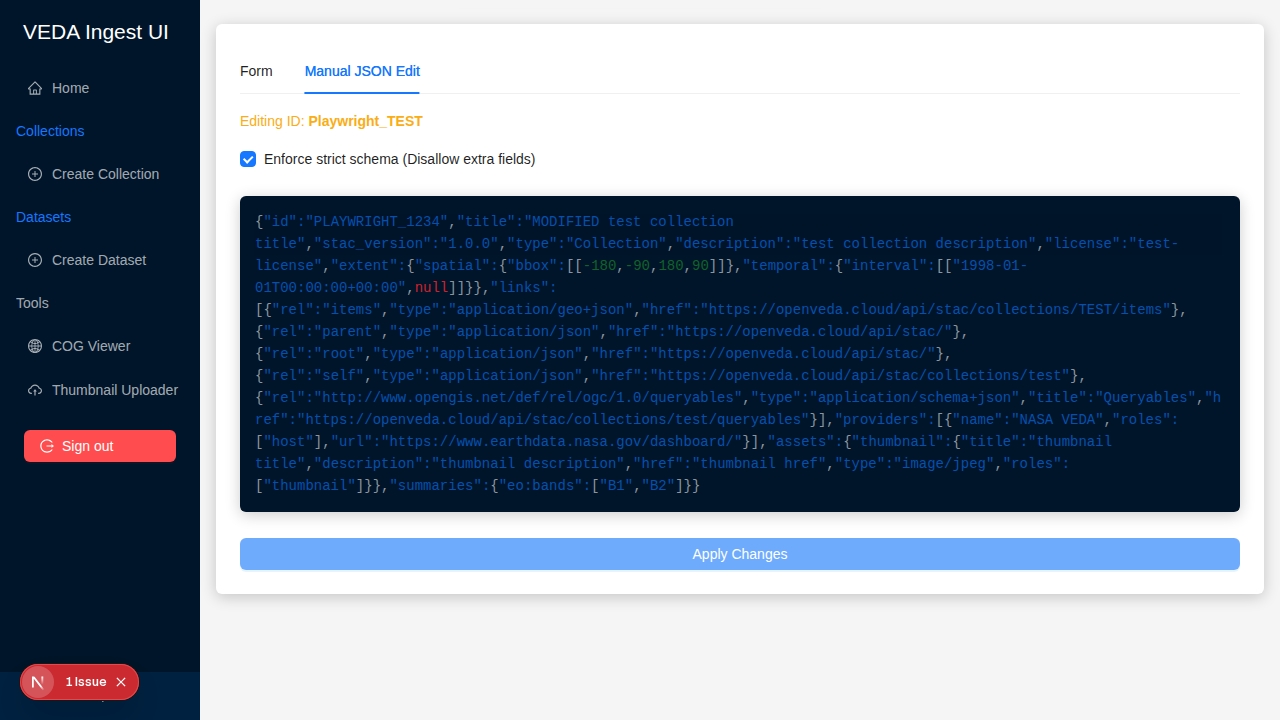 VEDA Ingest UI
Home
Collections
Create Collection
Datasets
Create Dataset
Tools
COG Viewer
Thumbnail Uploader
Sign out
1 Issue
Form
Manual JSON Edit
Editing ID: Playwright_TEST
Enforce strict schema (Disallow extra fields)
{"id":"PLAYWRIGHT_1234","title":"MODIFIED test collection
title","stac_version":"1.0.0","type":"Collection","description":"test collection description","license":"test-
license","extent":{"spatial":{"bbox":[[-180,-90,180,90]]},"temporal":{"interval":[["1998-01-
01T00:00:00+00:00",null]]}},"links":
[{"rel":"items","type":"application/geo+json","href":"https://openveda.cloud/api/stac/collections/TEST/items"},
{"rel":"parent","type":"application/json","href":"https://openveda.cloud/api/stac/"},
{"rel":"root","type":"application/json","href":"https://openveda.cloud/api/stac/"},
{"rel":"self","type":"application/json","href":"https://openveda.cloud/api/stac/collections/test"},
{"rel":"http://www.opengis.net/def/rel/ogc/1.0/queryables","type":"application/schema+json","title":"Queryables","h
ref":"https://openveda.cloud/api/stac/collections/test/queryables"}],"providers":[{"name":"NASA VEDA","roles":
["host"],"url":"https://www.earthdata.nasa.gov/dashboard/"}],"assets":{"thumbnail":{"title":"thumbnail
title","description":"thumbnail description","href":"thumbnail href","type":"image/jpeg","roles":
["thumbnail"]}},"summaries":{"eo:bands":["B1","B2"]}}
Apply Changes